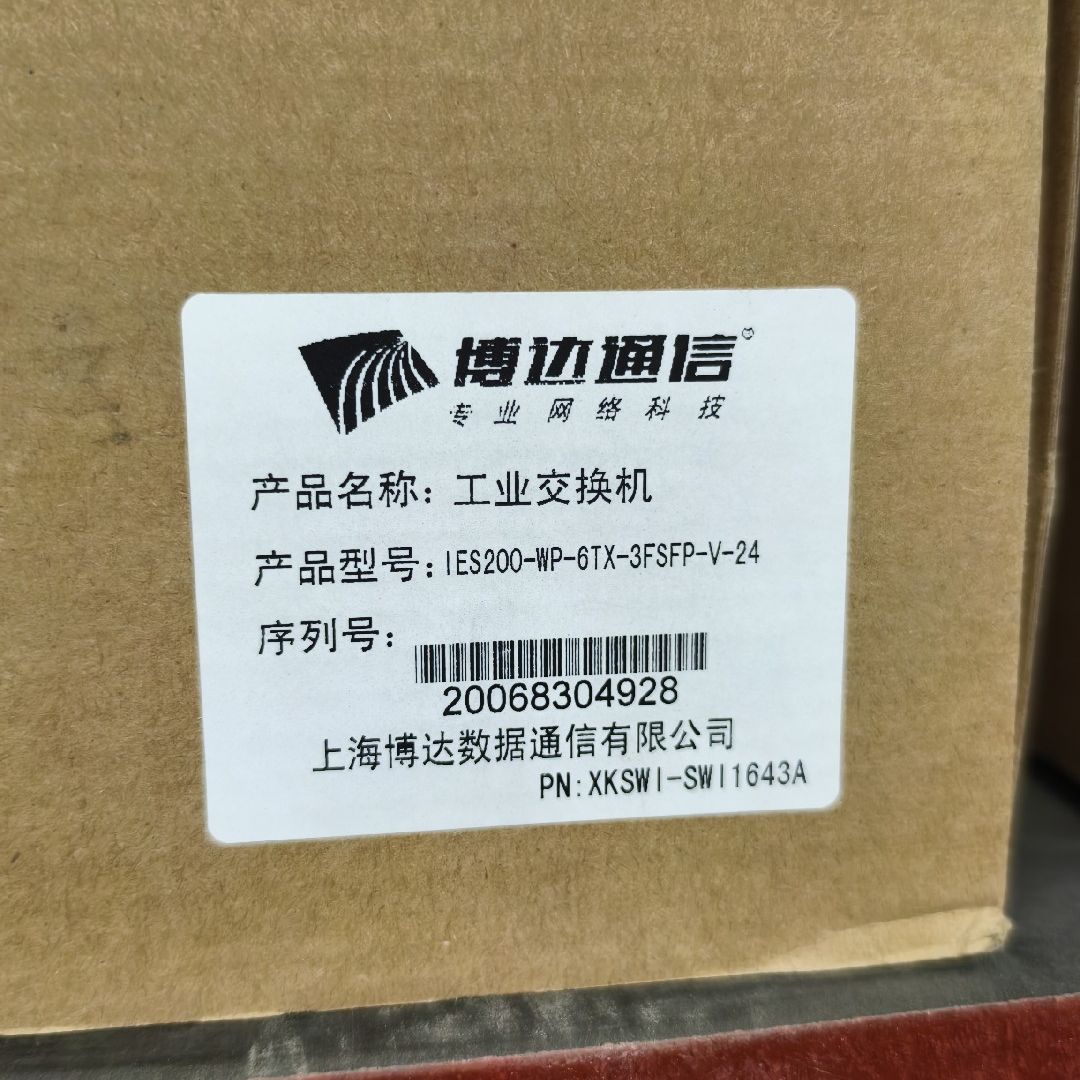 博达通信
专业网络科技
产品名称：工业交换机
产品型号：IES200-WP-6TX-3FSFP-V-24
序列号：
20068304928
上海博达数据通信有限公司
PN:XKSWI-SWI1643A